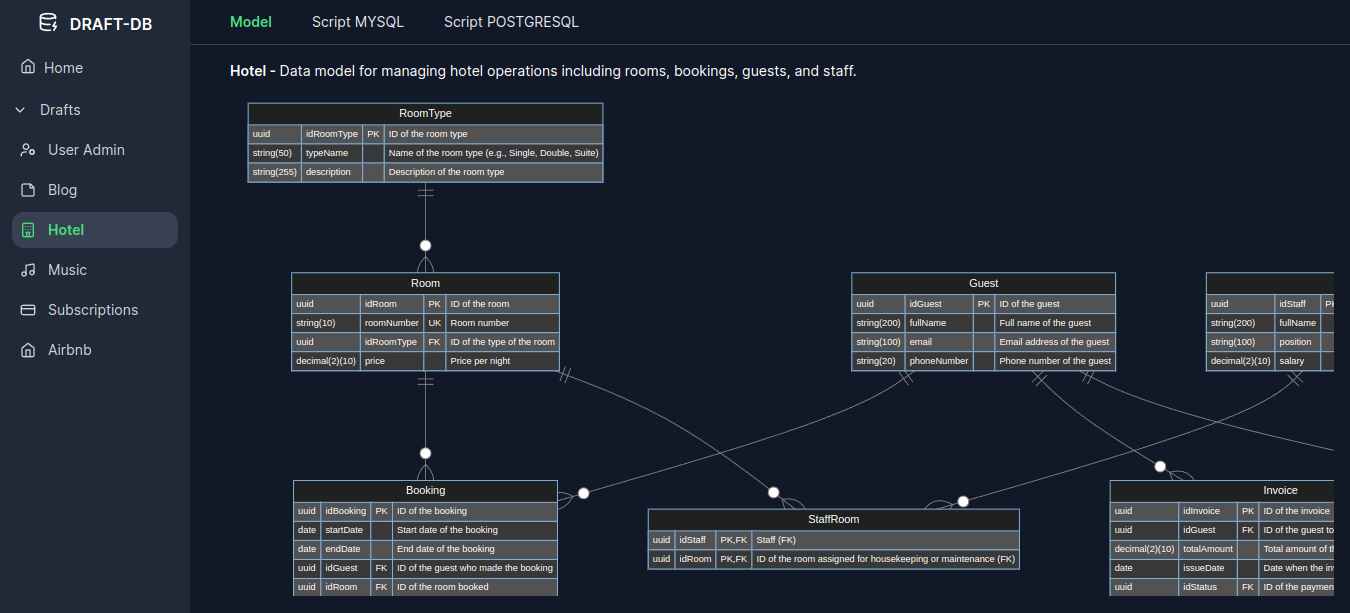 DRAFT-DB
Home
Drafts
User Admin
Blog
Hotel
Music
Subscriptions
Airbnb
Model Script MYSQL Script POSTGRESQL
Hotel - Data model for managing hotel operations including rooms, bookings, guests, and staff.
RoomType
uuid idRoomType PK ID of the room type
string(50) typeName Name of the room type (e.g., Single, Double, Suite)
string(255) description Description of the room type
Room
uuid idRoom PK ID of the room
string(10) roomNumber UK Room number
uuid idRoomType FK ID of the type of the room
decimal(2)(10) price Price per night
Guest
uuid idGuest PK ID of the guest
string(200) fullName Full name of the guest
string(100) email Email address of the guest
string(20) phoneNumber Phone number of the guest
uuid idStaff
string(200) fullName
string(100) position
decimal(2)(10) salary
Booking
uuid idBooking PK ID of the booking
date startDate Start date of the booking
date endDate End date of the booking
uuid idGuest FK ID of the guest who made the booking
uuid idRoom FK ID of the room booked
StaffRoom
uuid idStaff PK,FK Staff (FK)
uuid idRoom PK,FK ID of the room assigned for housekeeping or maintenance (FK)
Invoice
uuid idInvoice PK ID of the invoice
uuid idGuest FK ID of the guest to
decimal(2)(10) totalAmount Total amount of
date issueDate Date when the
uuid idStatus FK ID of the